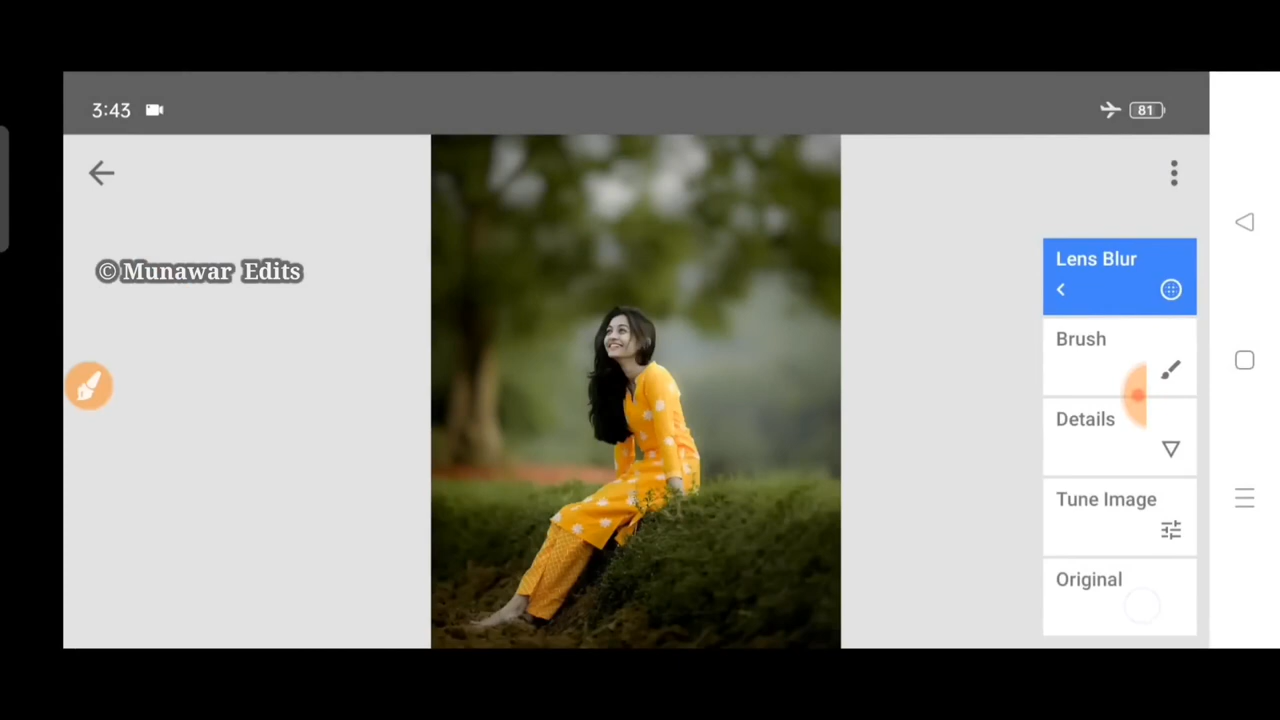 3:43
81
© Munawar Edits
Lens Blur
Brush
Details
Tune Image
Original